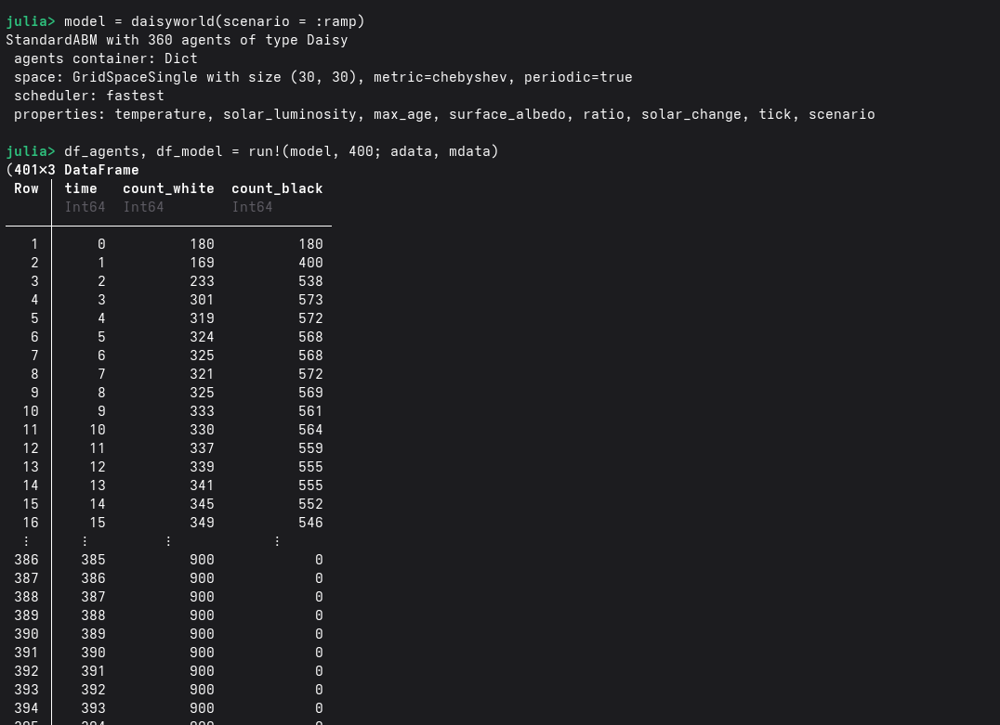 julia> model = daisyworld(scenario = :ramp)
StandardABM with 360 agents of type Daisy
 agents container: Dict
 space: GridSpaceSingle with size (30, 30), metric=chebyshev, periodic=true
 scheduler: fastest
 properties: temperature, solar_luminosity, max_age, surface_albedo, ratio, solar_change, tick, scenario
julia> df_agents, df_model = run!(model, 400; adata, mdata)
(401×3 DataFrame
 Row │ time   count_white  count_black
     │ Int64  Int64        Int64
   1 │     0          180          180
   2 │     1          169          400
   3 │     2          233          538
   4 │     3          301          573
   5 │     4          319          572
   6 │     5          324          568
   7 │     6          325          568
   8 │     7          321          572
   9 │     8          325          569
  10 │     9          333          561
  11 │    10          330          564
  12 │    11          337          559
  13 │    12          339          555
  14 │    13          341          555
  15 │    14          345          552
  16 │    15          349          546
  ⋮  │   ⋮         ⋮            ⋮
 386 │   385          900            0
 387 │   386          900            0
 388 │   387          900            0
 389 │   388          900            0
 390 │   389          900            0
 391 │   390          900            0
 392 │   391          900            0
 393 │   392          900            0
 394 │   393          900            0
 395 │   394          900            0